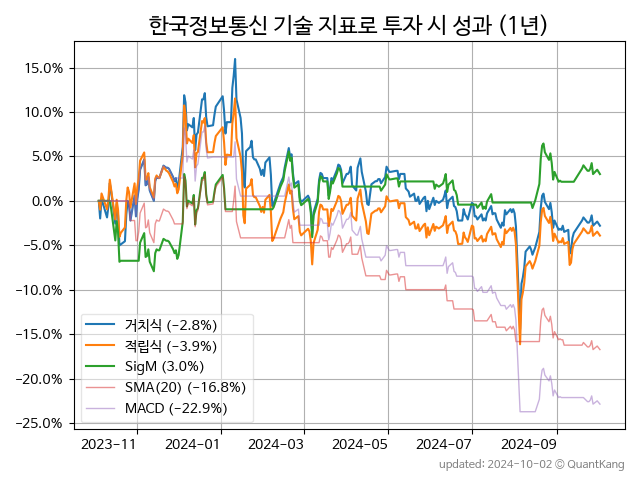 한국정보통신 기술 지표로 투자 시 성과 (1년)
15.0%
10.0%
5.0%
0.0%
−5.0%
−10.0%
−15.0%
−20.0%
−25.0%
거치식 (−2.8%)
적립식 (−3.9%)
SigM (3.0%)
SMA(20) (−16.8%)
MACD (−22.9%)
2023−11 2024−01 2024−03 2024−05 2024−07 2024−09
updated: 2024-10-02 © QuantKang